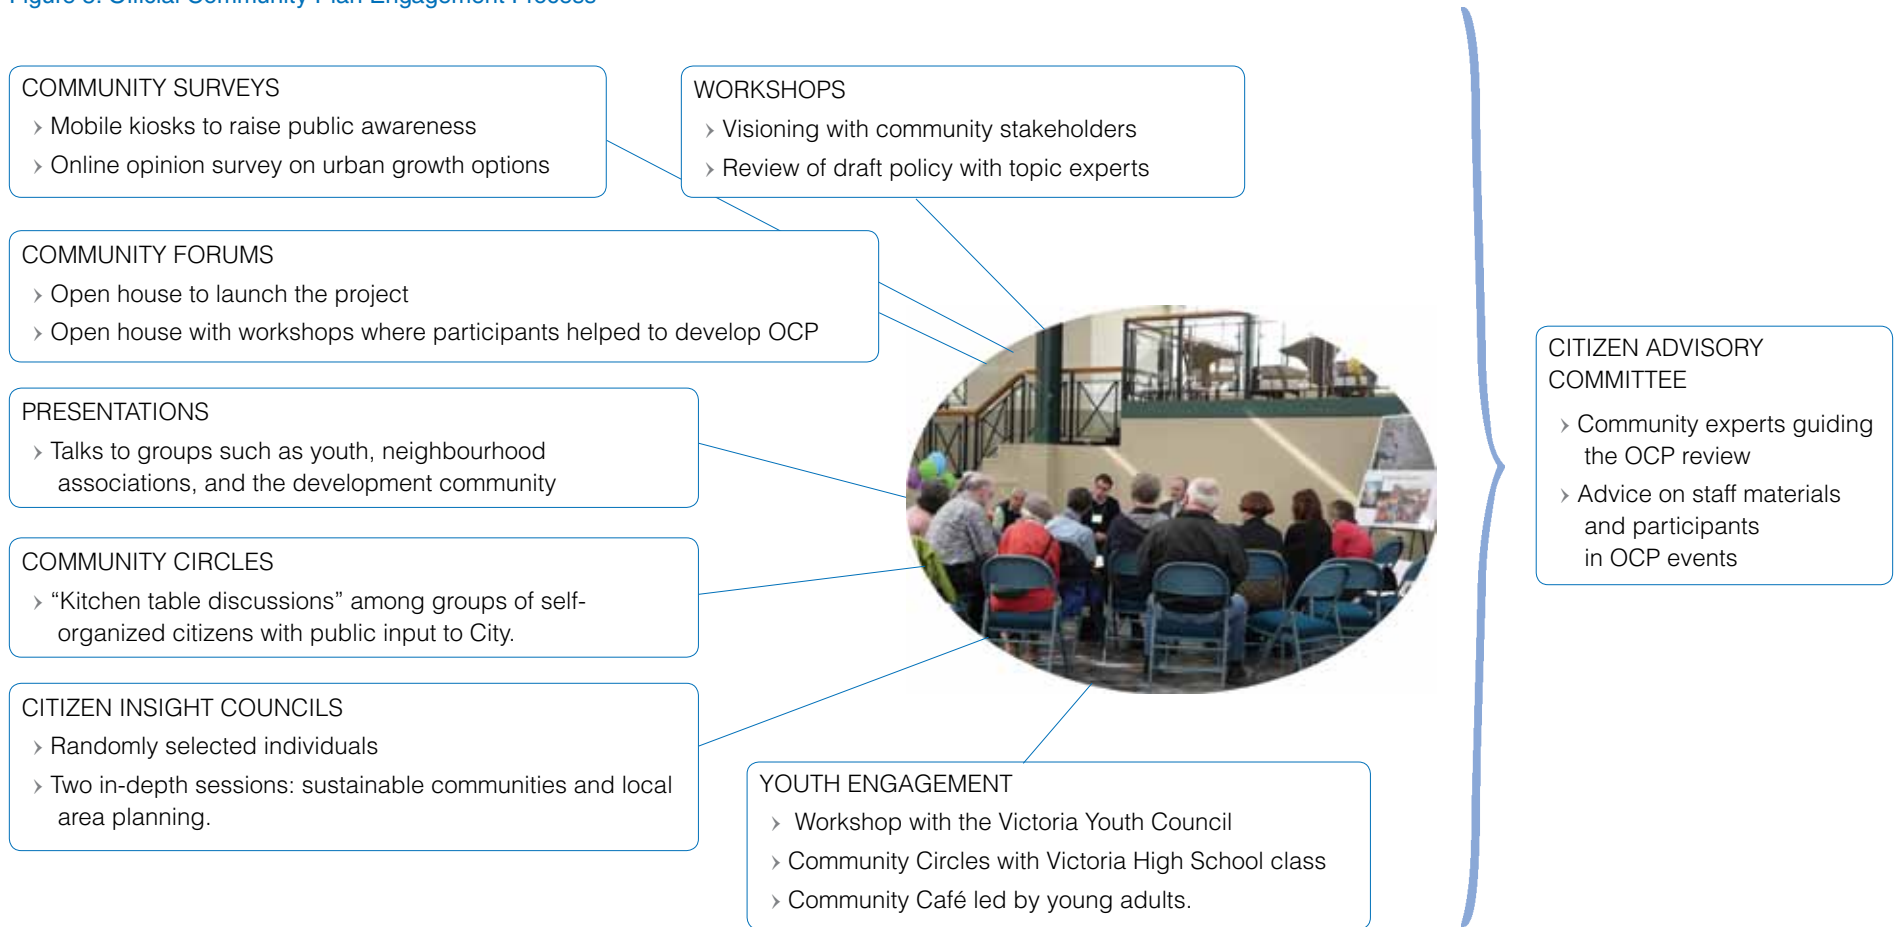 Official Community Plan Engagement Process
COMMUNITY SURVEYS
› Mobile kiosks to raise public awareness
› Online opinion survey on urban growth options
WORKSHOPS
› Visioning with community stakeholders
› Review of draft policy with topic experts
COMMUNITY FORUMS
› Open house to launch the project
› Open house with workshops where participants helped to develop OCP
PRESENTATIONS
› Talks to groups such as youth, neighbourhood
associations, and the development community
COMMUNITY CIRCLES
› “Kitchen table discussions” among groups of self-
organized citizens with public input to City.
CITIZEN INSIGHT COUNCILS
› Randomly selected individuals
› Two in-depth sessions: sustainable communities and local
area planning.
YOUTH ENGAGEMENT
› Workshop with the Victoria Youth Council
› Community Circles with Victoria High School class
› Community Café led by young adults.
CITIZEN ADVISORY
COMMITTEE
› Community experts guiding
the OCP review
› Advice on staff materials
and participants
in OCP events